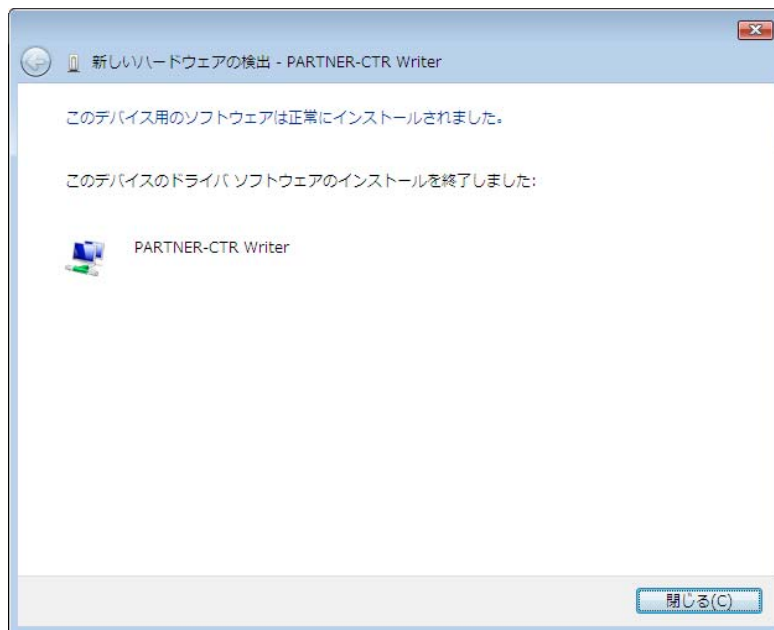 新しいハードウェアの検出 - PARTNER-CTR Writer
このデバイス用のソフトウェアは正常にインストールされました。
このデバイスのドライバ ソフトウェアのインストールを終了しました:
PARTNER-CTR Writer
閉じる(C)